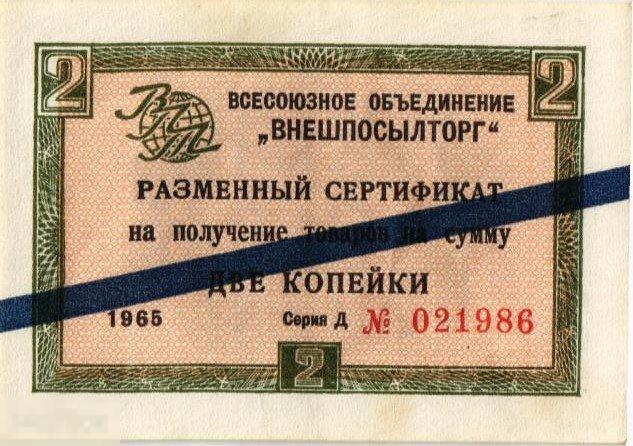 2 2
ВПТ
ВСЕСОЮЗНОЕ ОБЪЕДИНЕНИЕ
„ВНЕШПОСЫЛТОРГ“
РАЗМЕННЫЙ СЕРТИФИКАТ
на получение товаров на сумму
ДВЕ КОПЕЙКИ
1965 Серия Д № 021986
2